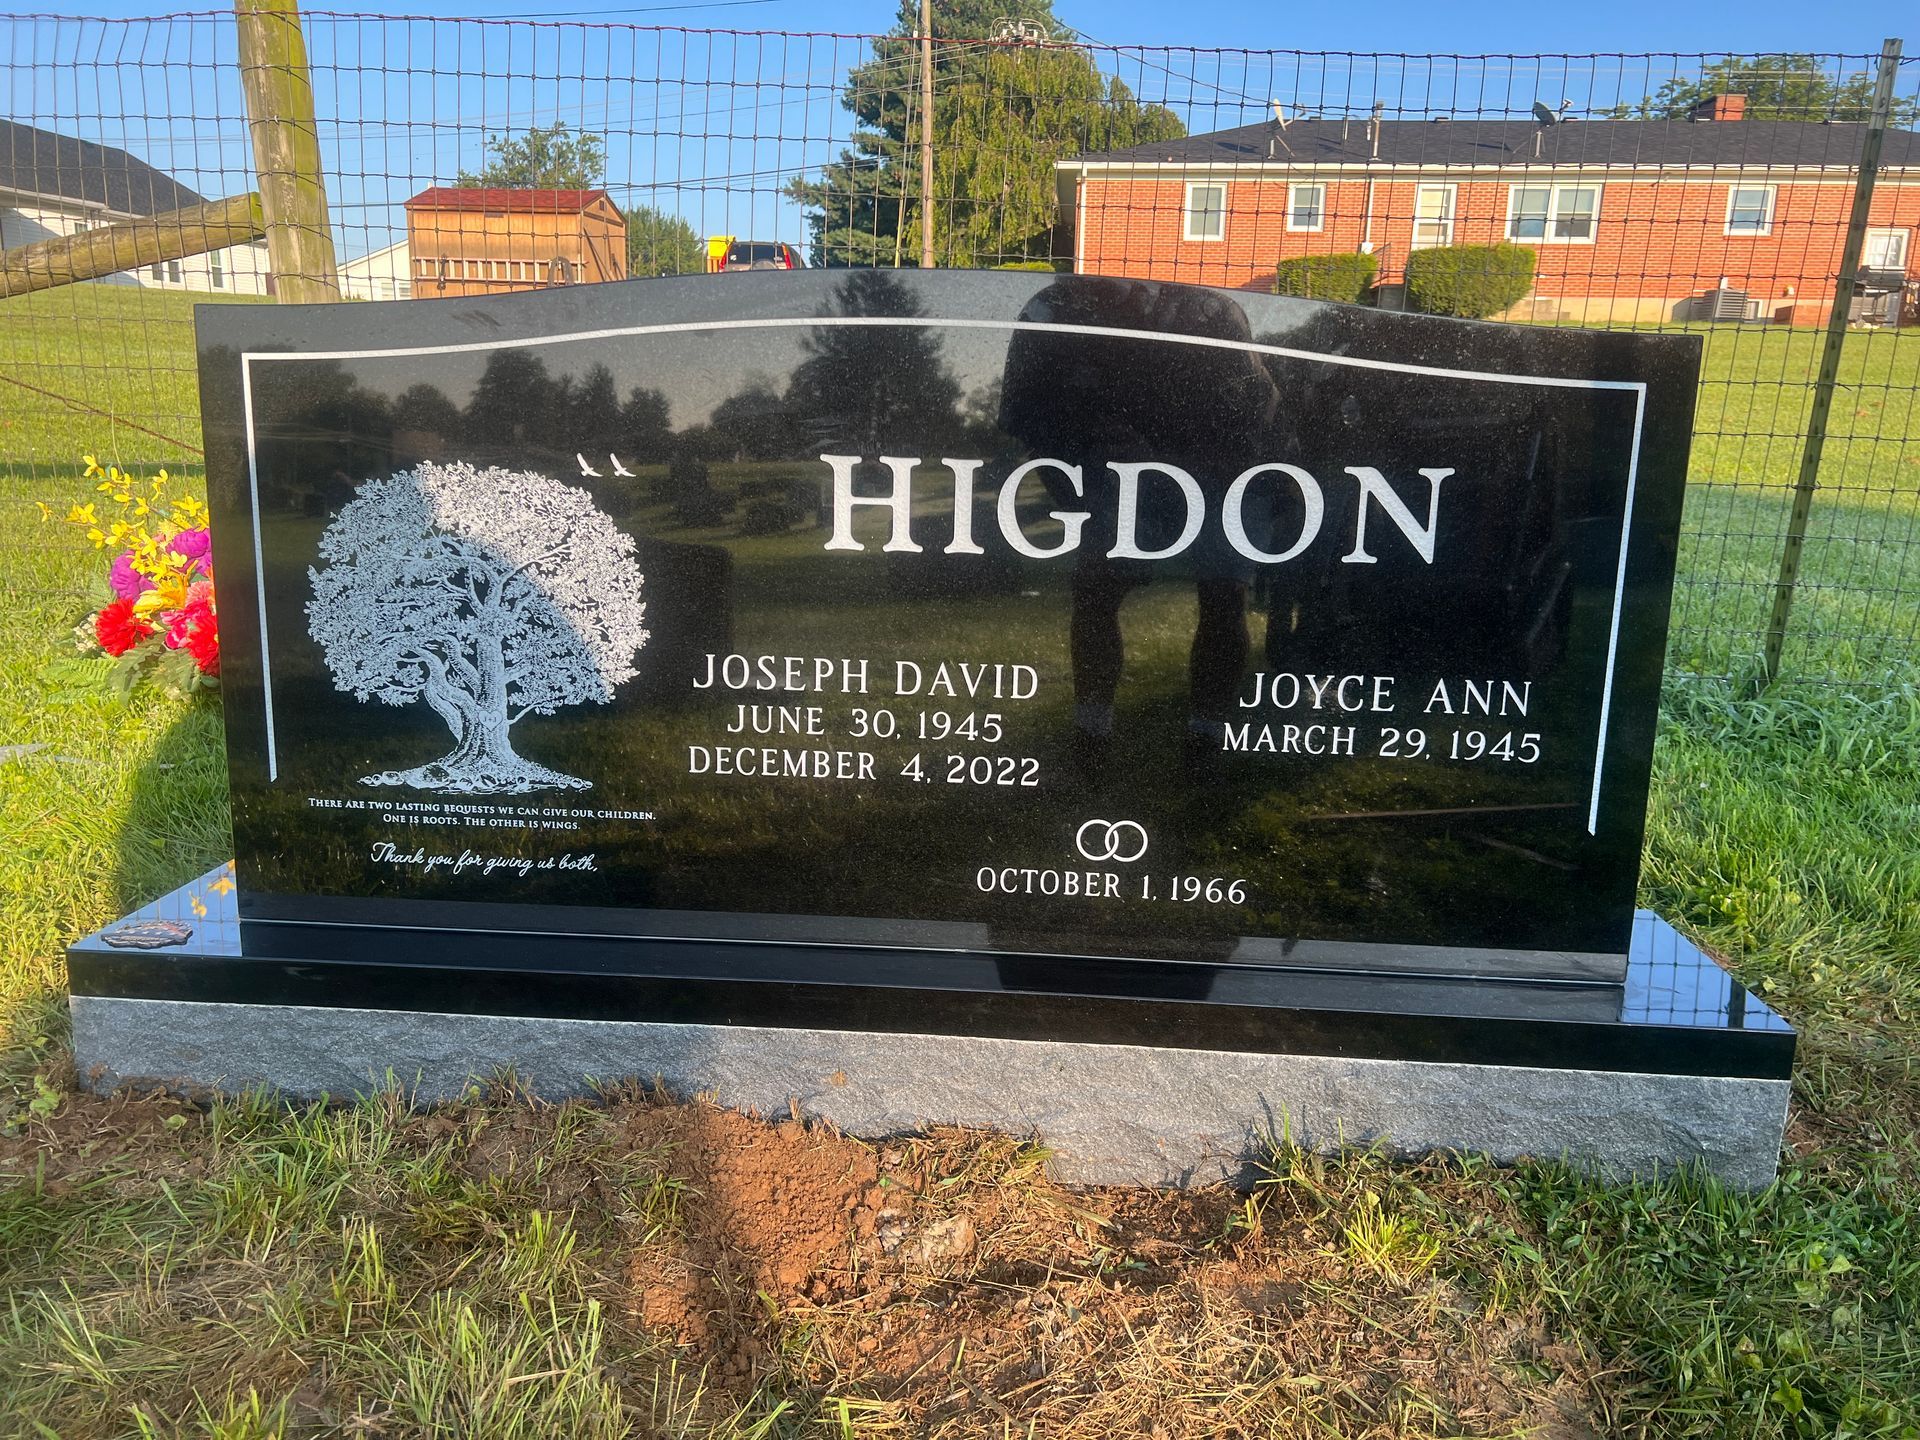 HIGDON
JOSEPH DAVID
JUNE 30, 1945
DECEMBER 4, 2022
JOYCE ANN
MARCH 29, 1945
THERE ARE TWO LASTING BEQUESTS WE CAN GIVE OUR CHILDREN.
ONE IS ROOTS. THE OTHER IS WINGS.
Thank you for giving us both,
OCTOBER 1, 1966